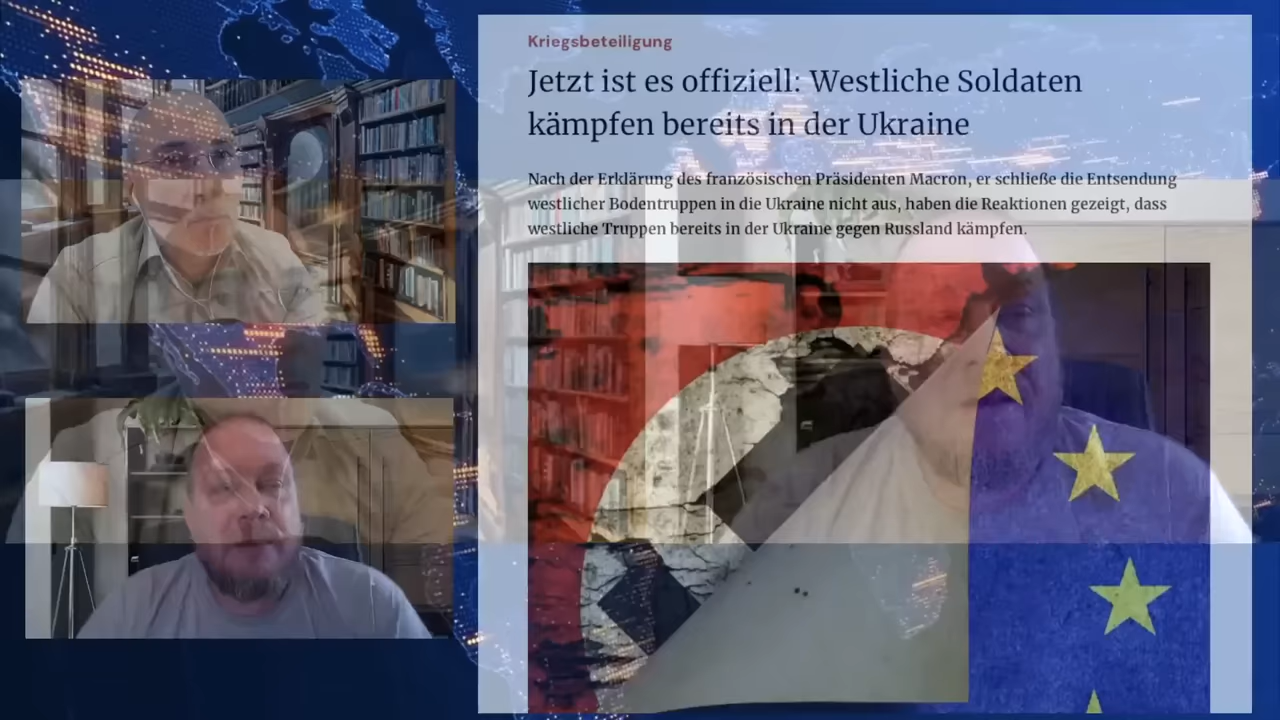 Kriegsbeteiligung
Jetzt ist es offiziell: Westliche Soldaten
kämpfen bereits in der Ukraine
Nach der Erklärung des französischen Präsidenten Macron, er schließe die Entsendung
westlicher Bodentruppen in die Ukraine nicht aus, haben die Reaktionen gezeigt, dass
westliche Truppen bereits in der Ukraine gegen Russland kämpfen.